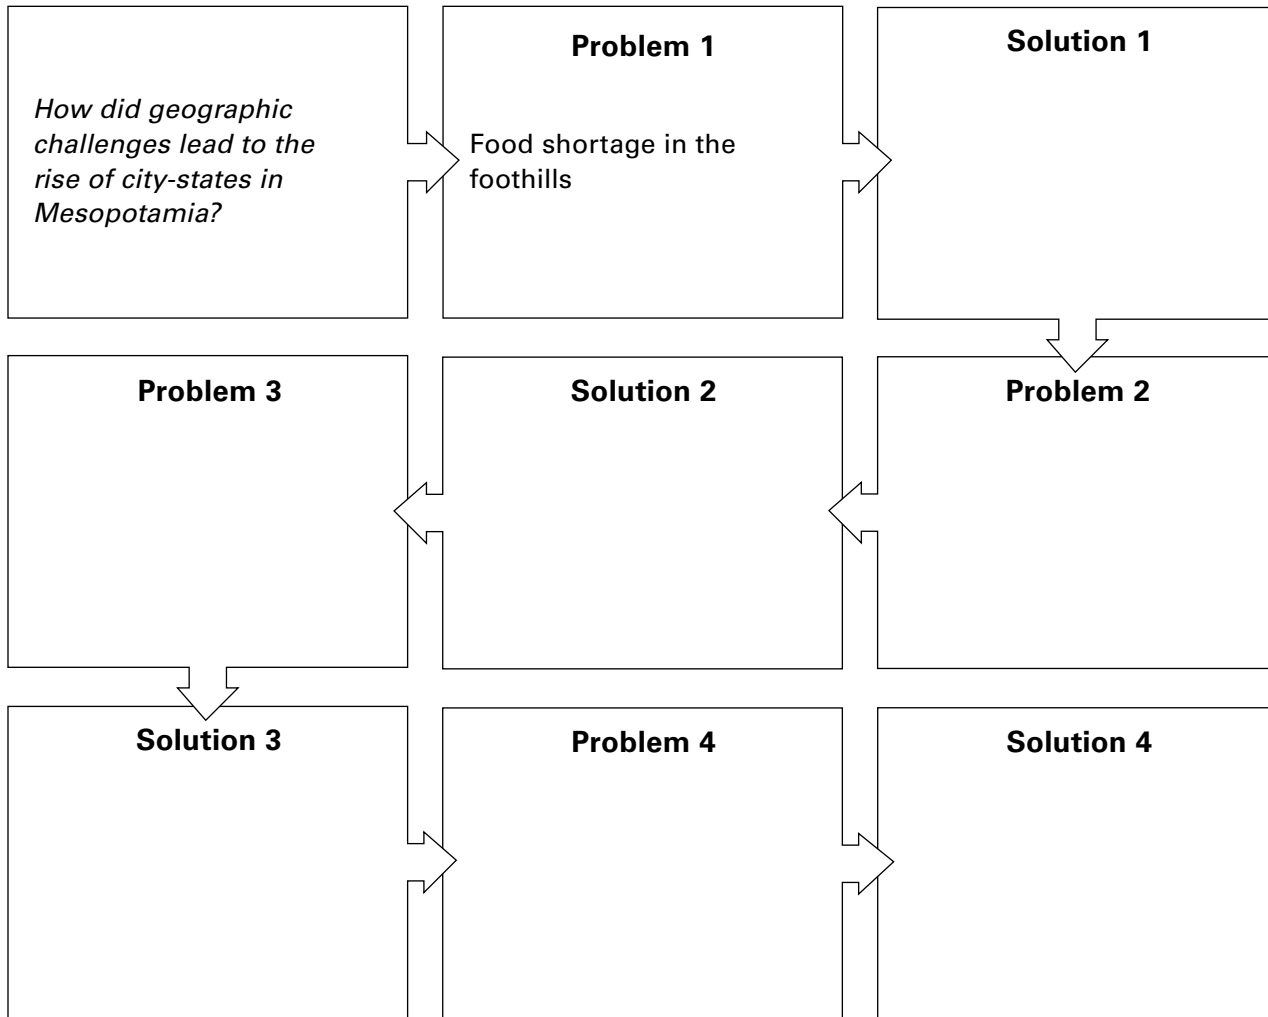 How did geographic
challenges lead to the
rise of city-states in
Mesopotamia?
Problem 1
Food shortage in the
foothills
Solution 1
Problem 2
Solution 2
Problem 3
Solution 3
Problem 4
Solution 4